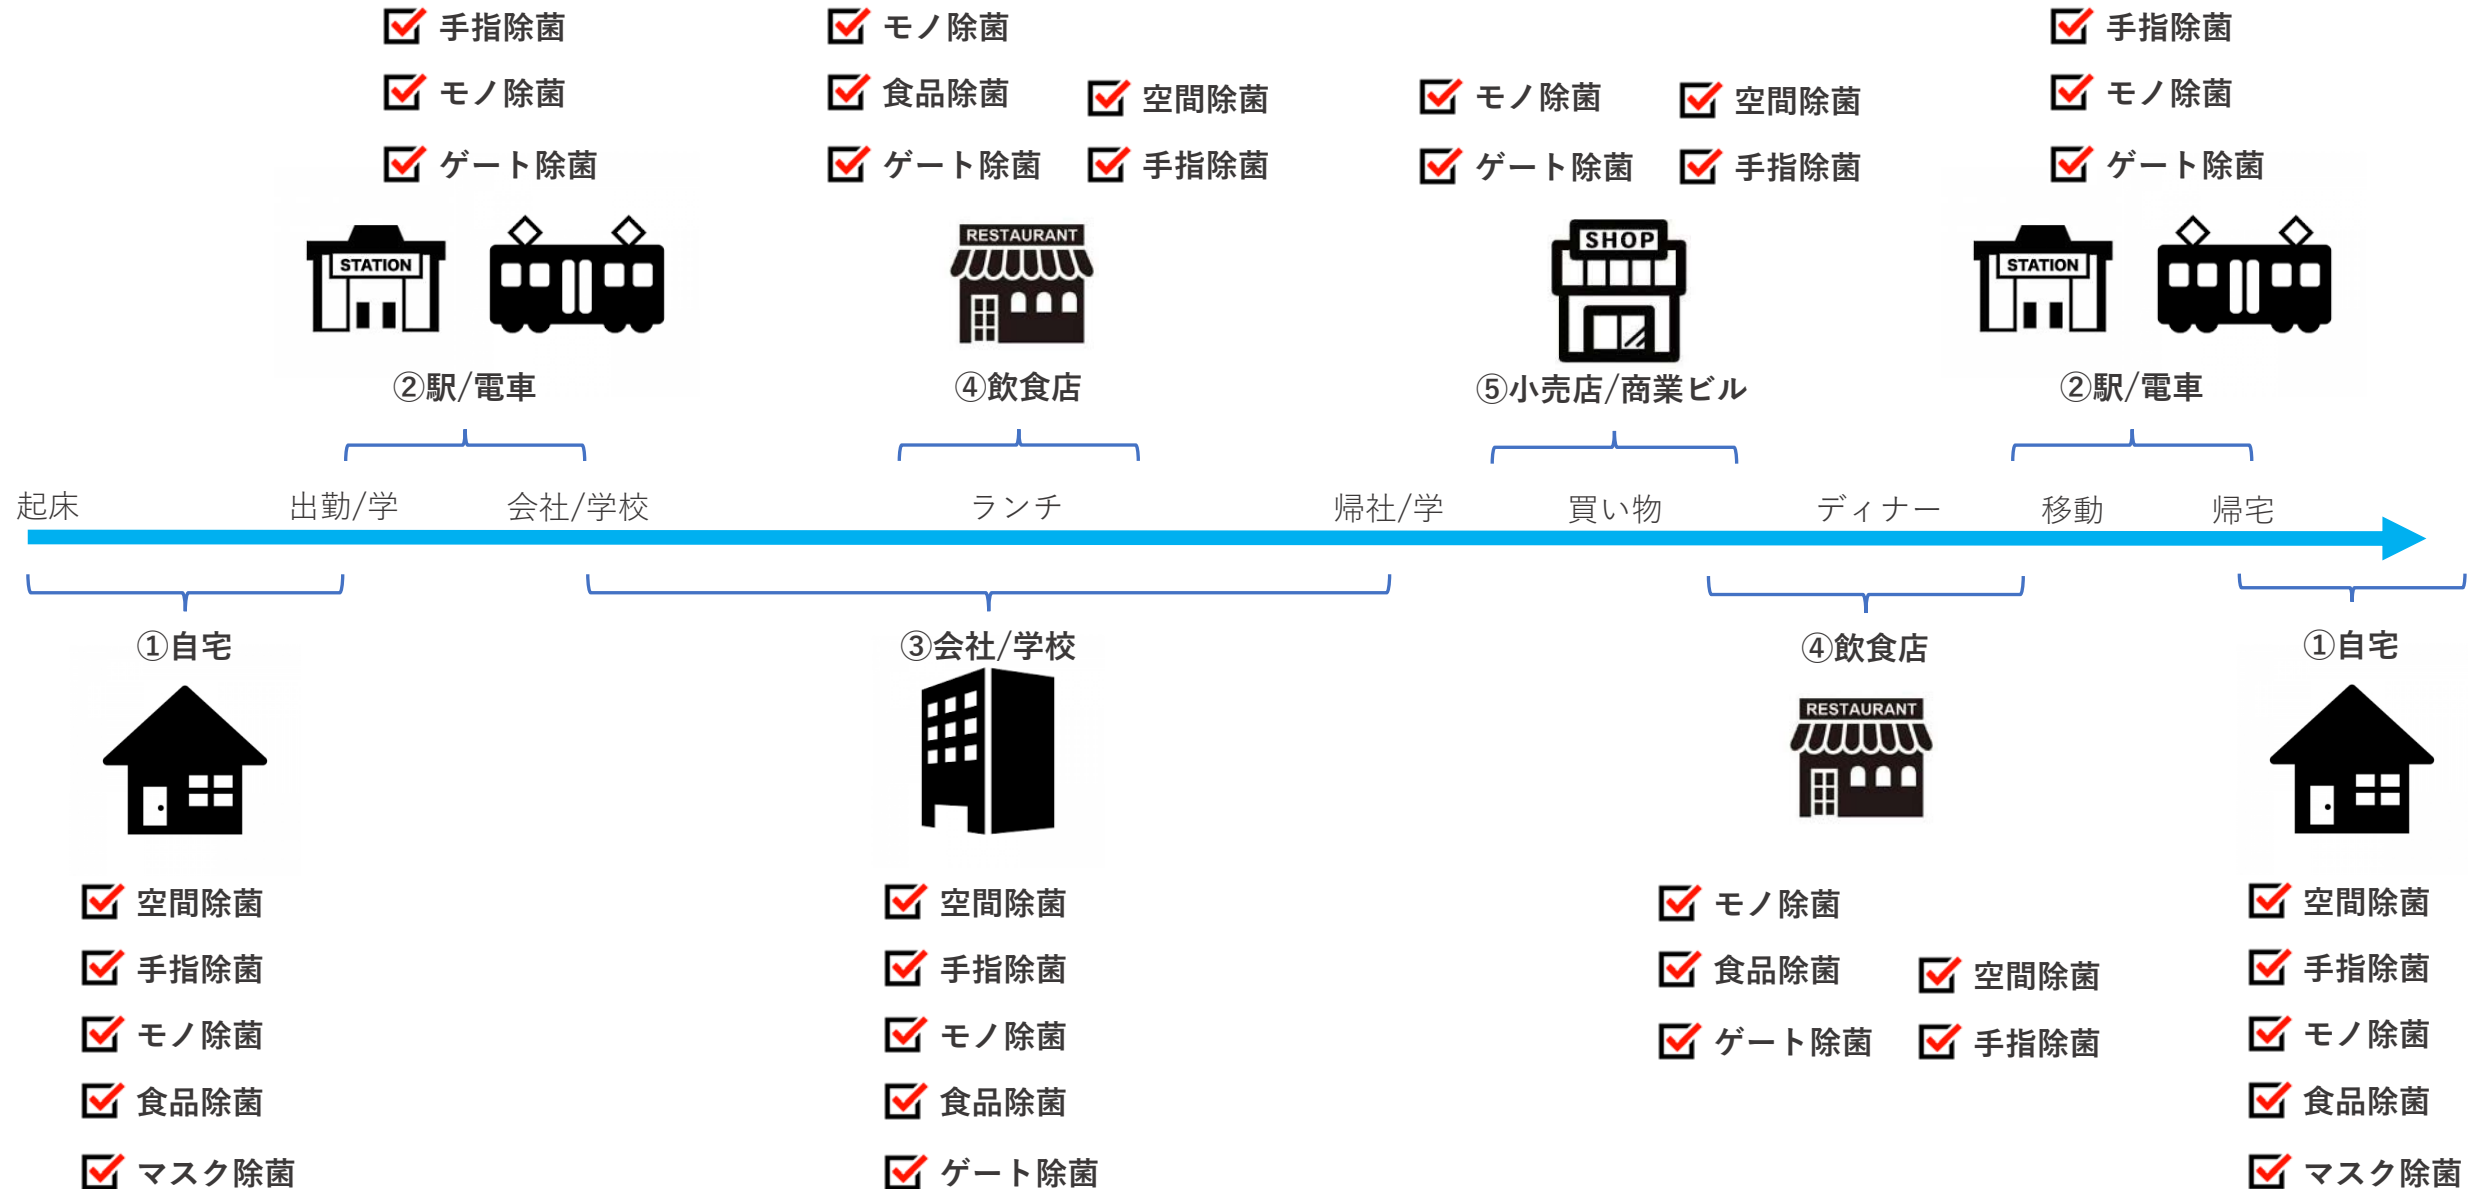 手指除菌
モノ除菌
ゲート除菌
STATION
②駅/電車
モノ除菌
食品除菌
ゲート除菌
空間除菌
手指除菌
RESTAURANT
④飲食店
モノ除菌
ゲート除菌
空間除菌
手指除菌
SHOP
⑤小売店/商業ビル
手指除菌
モノ除菌
ゲート除菌
STATION
②駅/電車
起床
出勤/学
会社/学校
ランチ
帰社/学
買い物
ディナー
移動
帰宅
①自宅
空間除菌
手指除菌
モノ除菌
食品除菌
マスク除菌
③会社/学校
空間除菌
手指除菌
モノ除菌
食品除菌
ゲート除菌
④飲食店
RESTAURANT
モノ除菌
食品除菌
ゲート除菌
空間除菌
手指除菌
①自宅
空間除菌
手指除菌
モノ除菌
食品除菌
マスク除菌